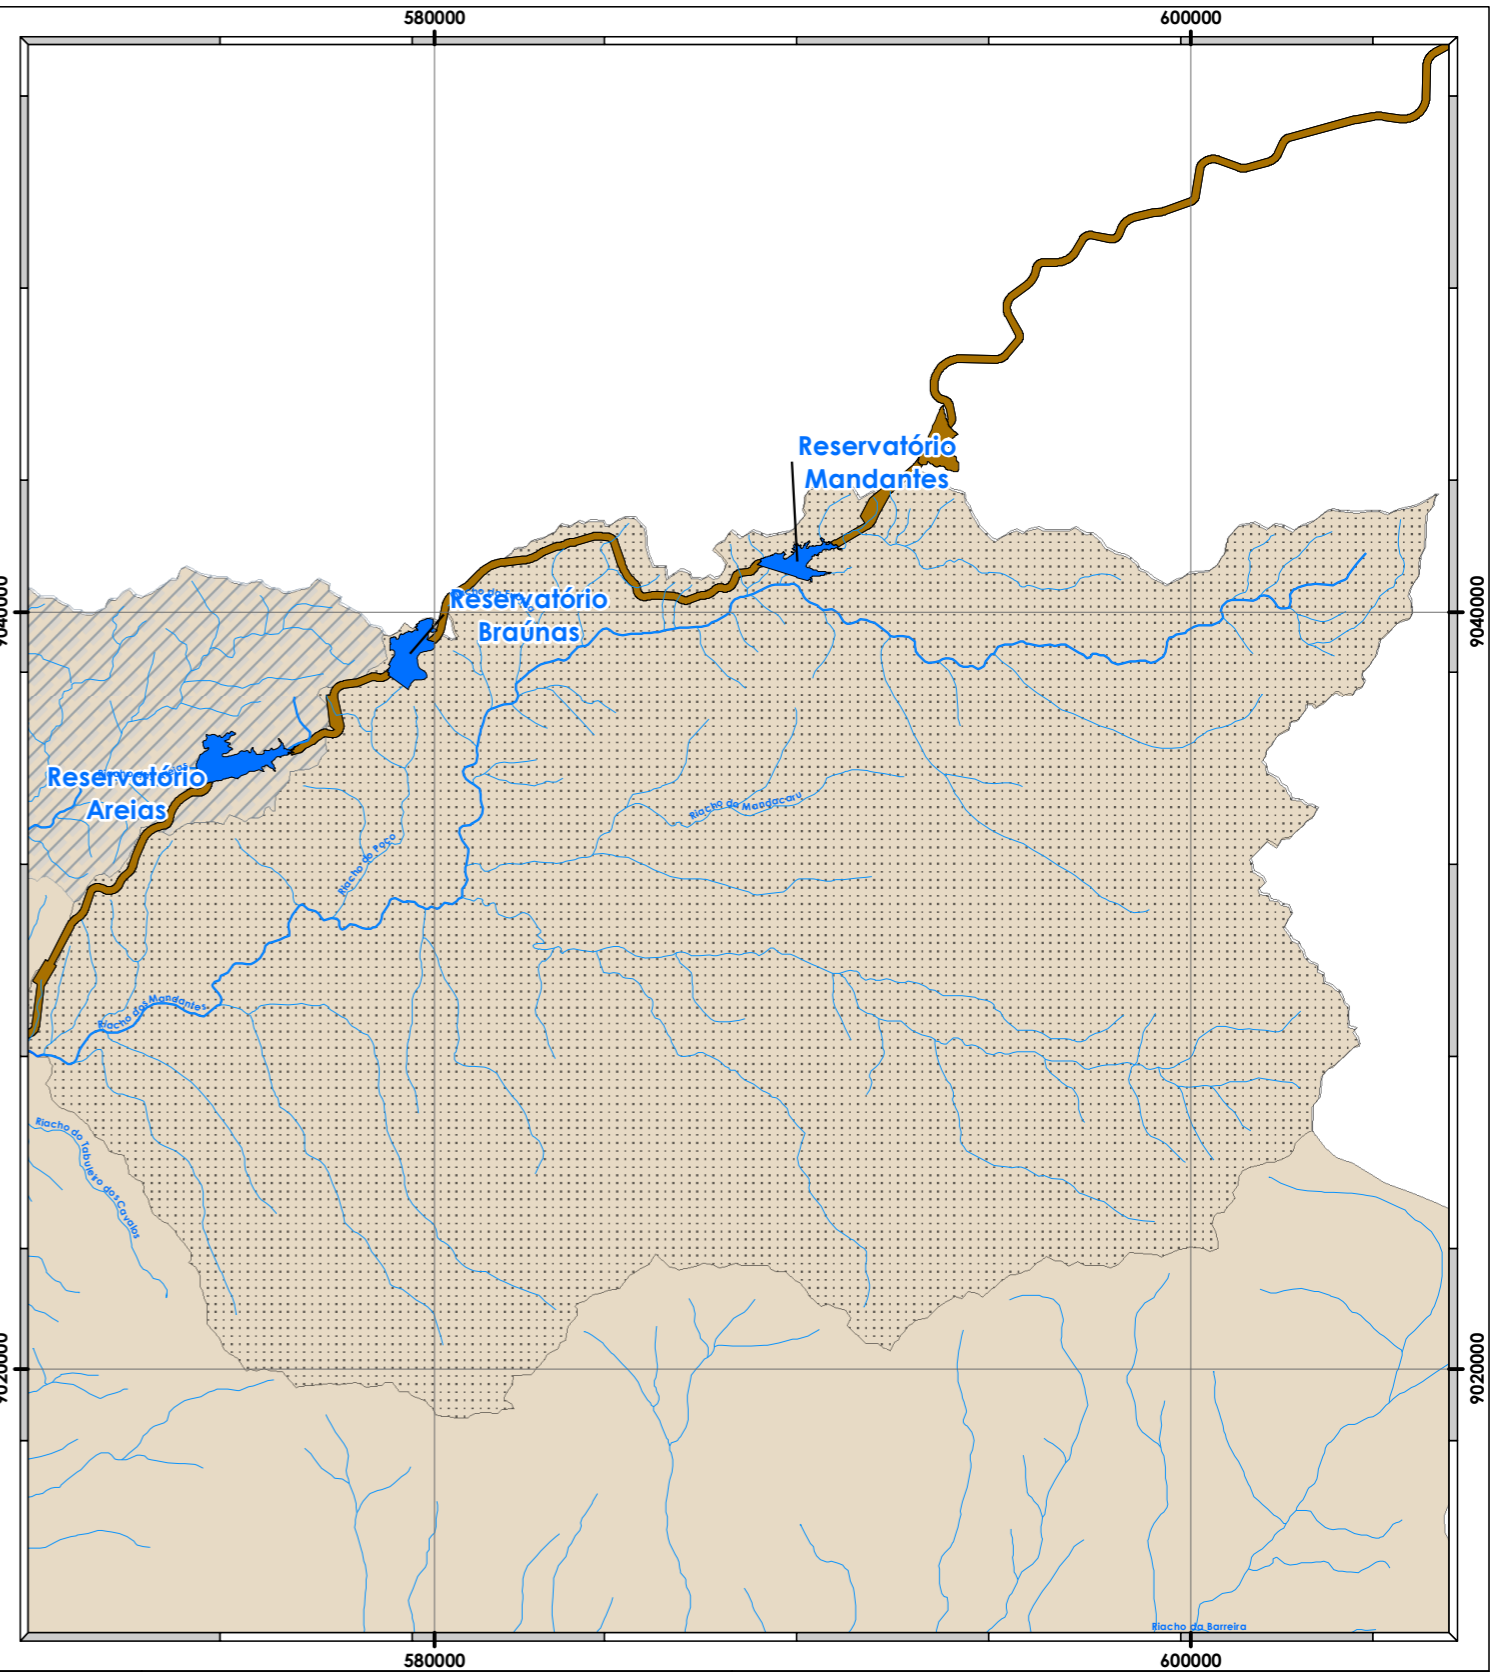 580000
600000
Reservatório
Mandantes
Reservatório
Braúnas
9040000
9040000
Reservatório
Areias
Riacho do Mandacaru
Riacho do Poço
Riacho dos Mandantes
Riacho do Tabuleiro dos Cavalos
9020000
9020000
Riacho da Barreira
580000
600000